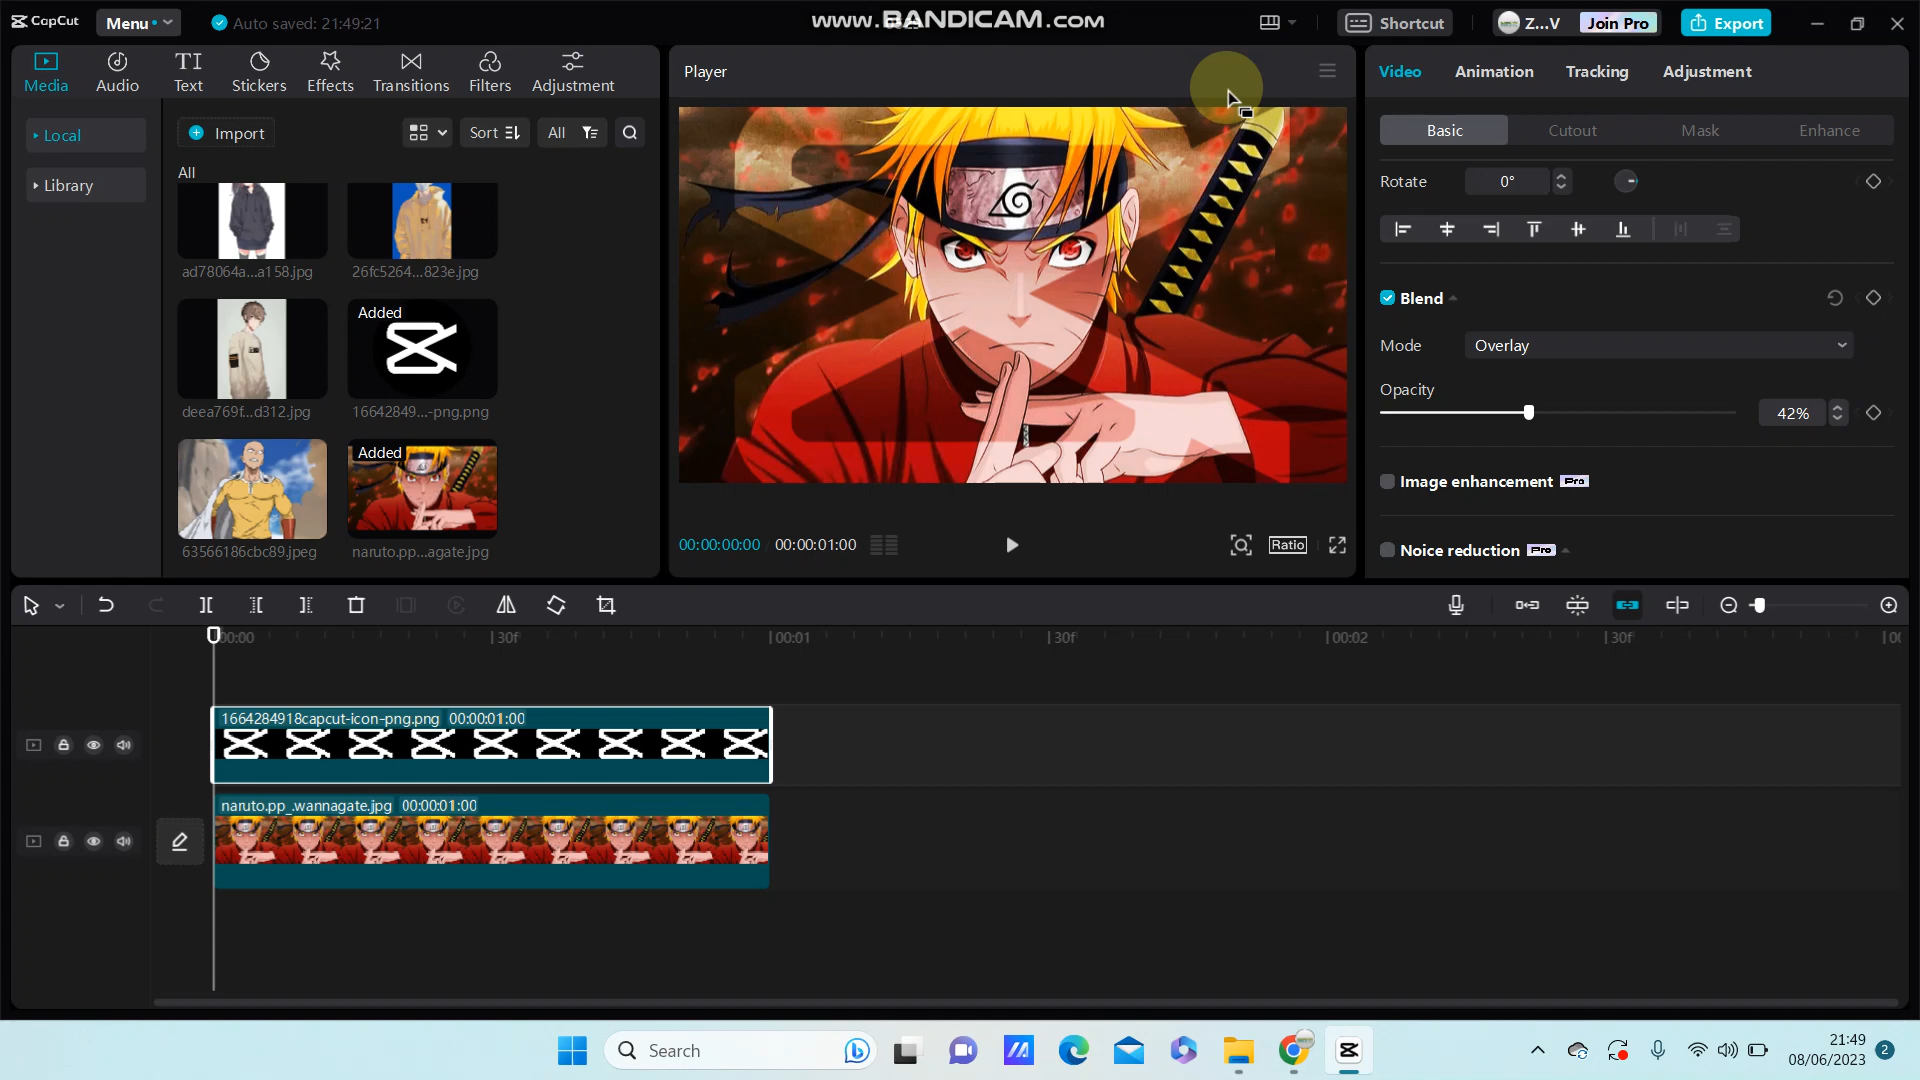 CapCut
Menu
Auto saved: 21:49:21
www.BANDICAM.com
Shortcut
Z...V
Join Pro
Export
Media
Audio
Text
Stickers
Effects
Transitions
Filters
Adjustment
Player
Video
Animation
Tracking
Adjustment
Local
Library
Import
Sort
All
All
ad78064a...a158.jpg
26fc5264...823e.jpg
deea769f...d312.jpg
Added
16642849...-png.png
63566186cbc89.jpeg
Added
naruto.pp...agate.jpg
00:00:00:00
00:00:01:00
Ratio
Basic
Cutout
Mask
Enhance
Rotate
0°
Blend
Mode
Overlay
Opacity
42%
Image enhancement
Pro
Noice reduction
Pro
00:00
30f
00:01
30f
00:02
30f
1664284918capcut-icon-png.png 00:00:01:00
naruto.pp_.wannagate.jpg 00:00:01:00
Search
21:49
08/06/2023
2